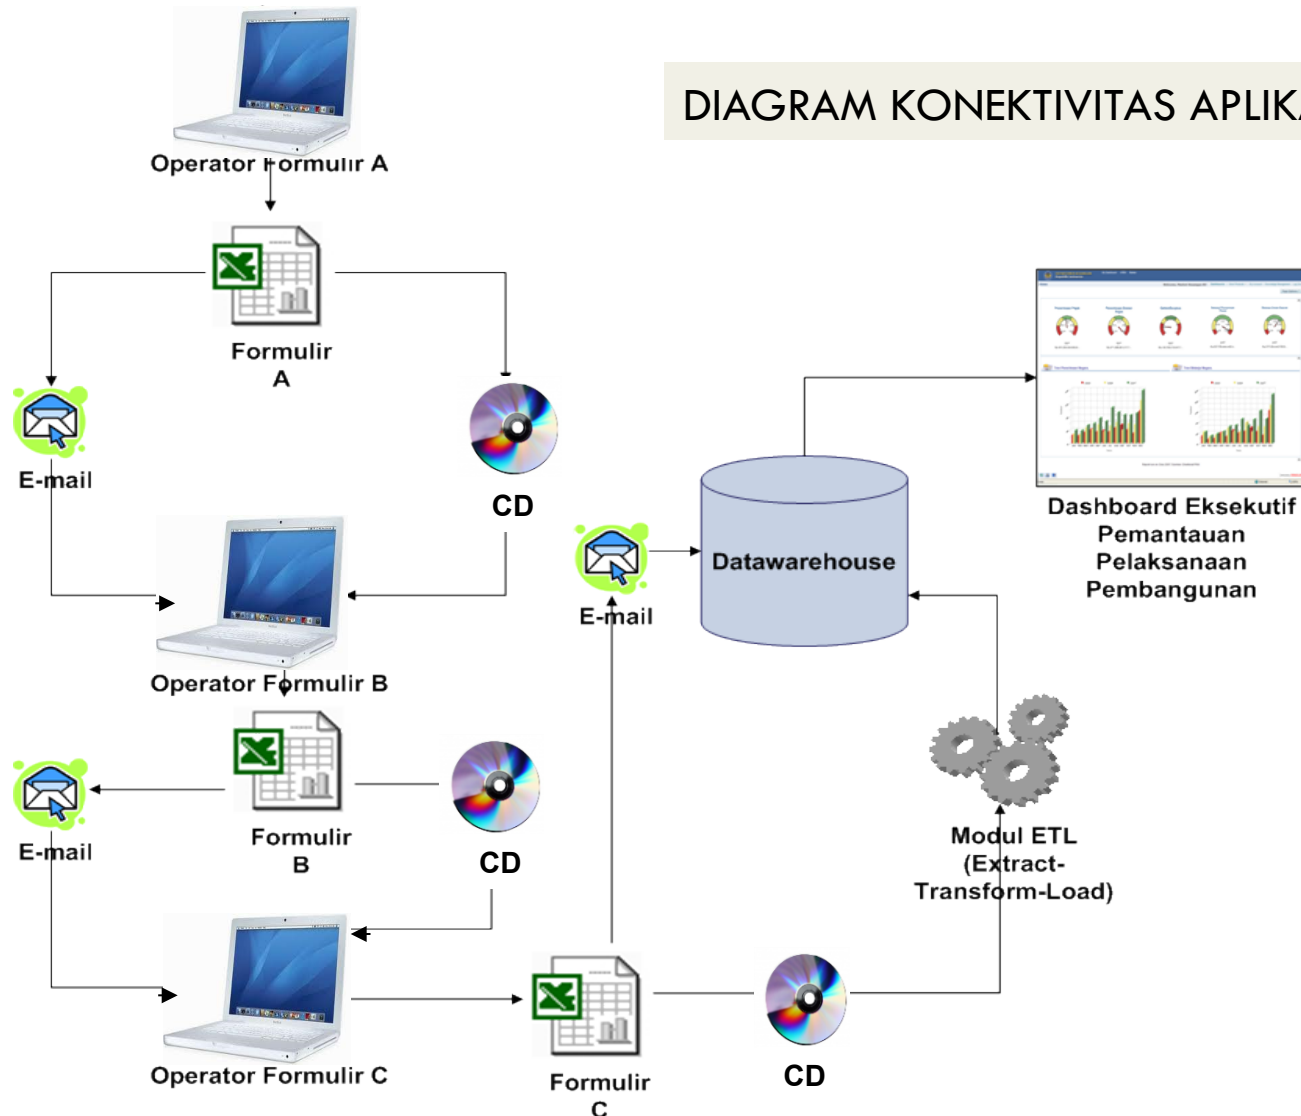 DIAGRAM KONEKTIVITAS APLIKA
Operator Formulir A
Formulir
A
E-mail
CD
Operator Formulir B
E-mail
Datawarehouse
Dashboard Eksekutif
Pemantauan
Pelaksanaan
Pembangunan
Formulir
B
E-mail
CD
Modul ETL
(Extract-
Transform-Load)
Operator Formulir C
Formulir
C
CD